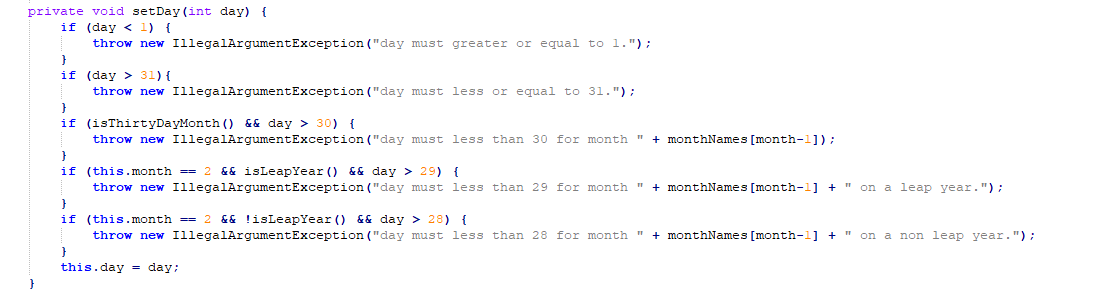 private void setDay(int day) {
    if (day < 1) {
        throw new IllegalArgumentException("day must greater or equal to 1.");
    }
    if (day > 31){
        throw new IllegalArgumentException("day must less or equal to 31.");
    }
    if (isThirtyDayMonth() && day > 30) {
        throw new IllegalArgumentException("day must less than 30 for month " + monthNames[month-1]);
    }
    if (this.month == 2 && isLeapYear() && day > 29) {
        throw new IllegalArgumentException("day must less than 29 for month " + monthNames[month-1] + " on a leap year.");
    }
    if (this.month == 2 && !isLeapYear() && day > 28) {
        throw new IllegalArgumentException("day must less than 28 for month " + monthNames[month-1] + " on a non leap year.");
    }
    this.day = day;
}